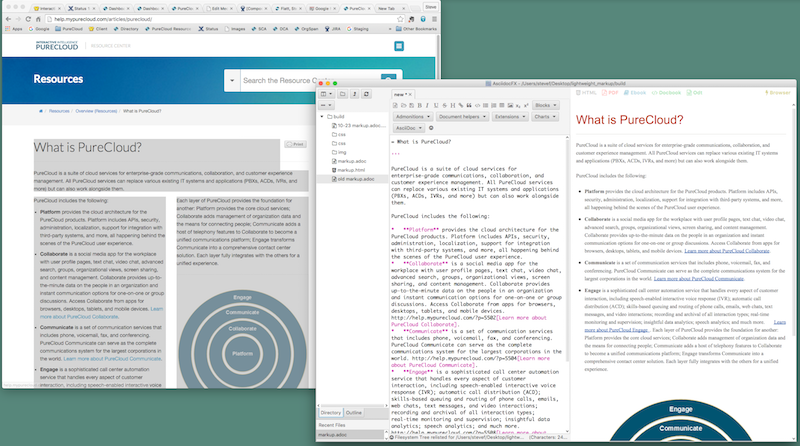 Steve
Dashbo
Dashbo
PureClo
Edit Me
[Compo
Flatt, St
Google
PureClo
New Tab
help.mypurecloud.com/articles/purecloud/
Apps
Google
PureCloud
Client
Status
Dashboard
PureCloud Resource
Status
Images
SCA
DCA
OrgSpan
JIRA
Staging
Other Bookmarks
INTERACTIVE INTELLIGENCE
PURECLOUD
RESOURCE CENTER
Resources
Search the Resource Center
Resources
Overview (Resources)
What is PureCloud?
What is PureCloud?
Print
PureCloud is a suite of cloud services for enterprise-grade communications, collaboration, and
customer experience management. All PureCloud services can replace various existing IT systems
and applications (PBXs, ACDs, IVRs, and
more) but can also work alongside them.
PureCloud includes the following:
• Platform provides the cloud
architecture for the
PureCloud products. Platform includes APIs,
security,
administration, localization, support for integration
with third-party systems, and more, all happening behind
the scenes of the PureCloud user experience.
• Collaborate is a social media app for the workplace
with user profile pages, text chat, video chat, advanced
search, groups, organizational views, screen sharing,
and content management. Collaborate provides up-to-
the-minute data on the people in an organization and
instant communication options for one-on-one or group
discussions. Access Collaborate from apps for
browsers, desktops, tablets, and mobile devices.
Learn more about PureCloud Collaborate.
• Communicate is a set of communication services that
includes phone, voicemail, fax, and conferencing.
PureCloud Communicate can serve as the complete
communications system for the largest corporations in
the world. Learn more about PureCloud Communicate.
• Engage is a sophisticated call center automation
service that handles every aspect of customer
interaction, including speech-enabled interactive voice
Each layer of PureCloud provides the foundation for
another: Platform provides the core cloud services;
Collaborate adds management of organization data and
the means for connecting people; Communicate adds a
host of telephony features to Collaborate to become a
unified communications platform; Engage transforms
Communicate into a comprehensive contact center
solution. Each layer fully integrates with the others for a
unified experience.
Engage
Communicate
Collaborate
Platform
AsciidocFX - /Users/stevef/Desktop/lightweight_markup/build
build
10-23 markup.adoc
css
css
img
markup.adoc
markup.html
old markup.adoc
Directory
Outline
Recent Files
markup.adoc
new *
Blocks
Admonitions
Document helpers
Extensions
Charts
AsciiDoc
= What is PureCloud?
---
PureCloud is a suite of cloud services for
enterprise-grade communications, collaboration, and
customer experience management. All PureCloud services
can replace various existing IT systems and applications
(PBXs, ACDs, IVRs, and more) but can also work alongside
them.
PureCloud includes the following:
* **Platform** provides the cloud architecture for the
PureCloud products. Platform includes APIs, security,
administration, localization, support for integration
with third-party systems, and more, all happening behind
the scenes of the PureCloud user experience.
* **Collaborate** is a social media app for the
workplace with user profile pages, text chat, video chat,
advanced search, groups, organizational views, screen
sharing, and content management. Collaborate provides
up-to-the-minute data on the people in an organization
and instant communication options for one-on-one or group
discussions. Access Collaborate from apps for browsers,
desktops, tablets, and mobile devices.
http://help.mypurecloud.com/?p=5502[Learn more about
PureCloud Collaborate].
* **Communicate** is a set of communication services
that includes phone, voicemail, fax, and conferencing.
PureCloud Communicate can serve as the complete
communications system for the largest corporations in the
world. http://help.mypurecloud.com/?p=5504[Learn more
about PureCloud Communicate].
* **Engage** is a sophisticated call center automation
service that handles every aspect of customer
interaction, including speech-enabled interactive voice
response (IVR); automatic call distribution (ACD);
skills-based queuing and routing of phone calls, emails,
web chats, text messages, and video interactions;
recording and archival of all interaction types;
real-time monitoring and supervision; insightful data
analytics; speech analytics; and much more.
Filesystem Tree relisted for /Users/stevef/Desktop/lightwe
HTML
PDF
Ebook
Docbook
Odt
Browser
What is PureCloud?
PureCloud is a suite of cloud services for enterprise-grade communications, collaboration, and
customer experience management. All PureCloud services can replace various existing IT systems
and applications (PBXs, ACDs, IVRs, and more) but can also work alongside them.
PureCloud includes the following:
• Platform provides the cloud architecture for the PureCloud products. Platform includes APIs,
security, administration, localization, support for integration with third-party systems, and more,
all happening behind the scenes of the PureCloud user experience.
• Collaborate is a social media app for the workplace with user profile pages, text chat, video chat,
advanced search, groups, organizational views, screen sharing, and content management.
Collaborate provides up-to-the-minute data on the people in an organization and instant
communication options for one-on-one or group discussions. Access Collaborate from apps for
browsers, desktops, tablets, and mobile devices. Learn more about PureCloud Collaborate.
• Communicate is a set of communication services that includes phone, voicemail, fax, and
conferencing. PureCloud Communicate can serve as the complete communications system for the
largest corporations in the world. Learn more about PureCloud Communicate.
• Engage is a sophisticated call center automation service that handles every aspect of customer
interaction, including speech-enabled interactive voice response (IVR); automatic call
distribution (ACD); skills-based queuing and routing of phone calls, emails, web chats, text
messages, and video interactions; recording and archival of all interaction types; real-time
monitoring and supervision; insightful data analytics; speech analytics; and much more. Learn
more about PureCloud Engage. Each layer of PureCloud provides the foundation for another:
Platform provides the core cloud services; Collaborate adds management of organization data and
the means for connecting people; Communicate adds a host of telephony features to Collaborate
to become a unified communications platform; Engage transforms Communicate into a
comprehensive contact center solution. Each layer fully integrates with the others for a unified
experience.
Engage
Communicate